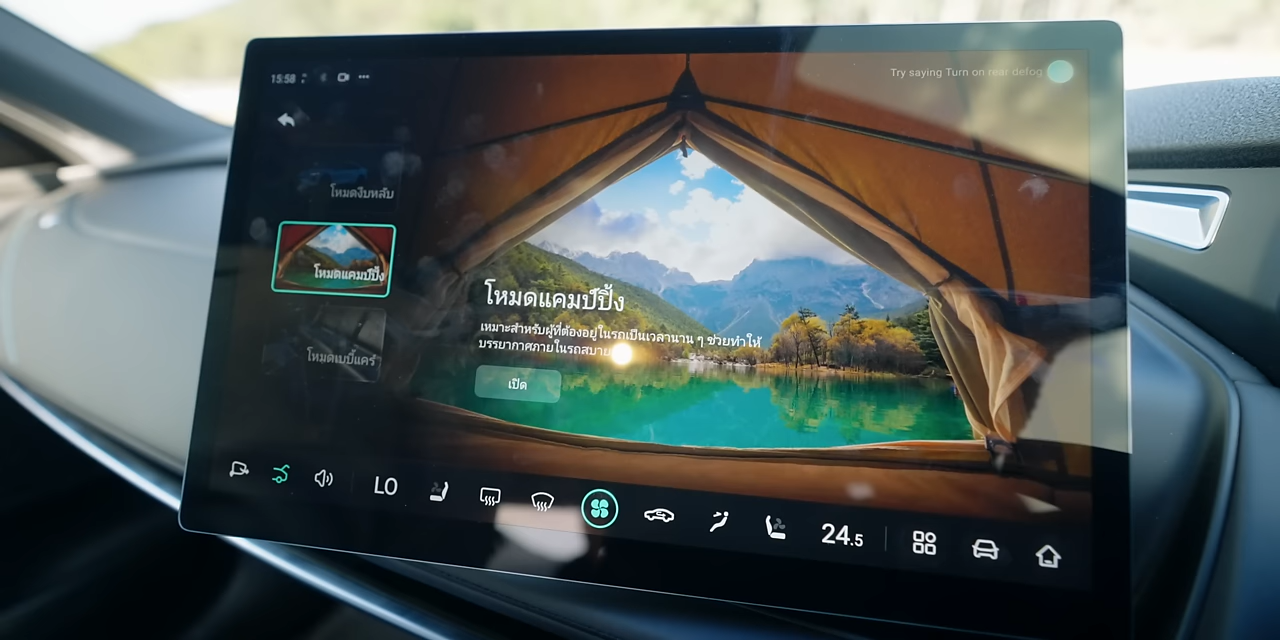 15:58
Try saying Turn on rear defog
โหมดงีบหลับ
โหมดแคมป์ปิ้ง
โหมดเบบี้แคร์
โหมดแคมป์ปิ้ง
เหมาะสำหรับผู้ที่ต้องอยู่ในรถเป็นเวลานาน ๆ ช่วยทำให้
บรรยากาศภายในรถสบาย
เปิด
LO
24.5